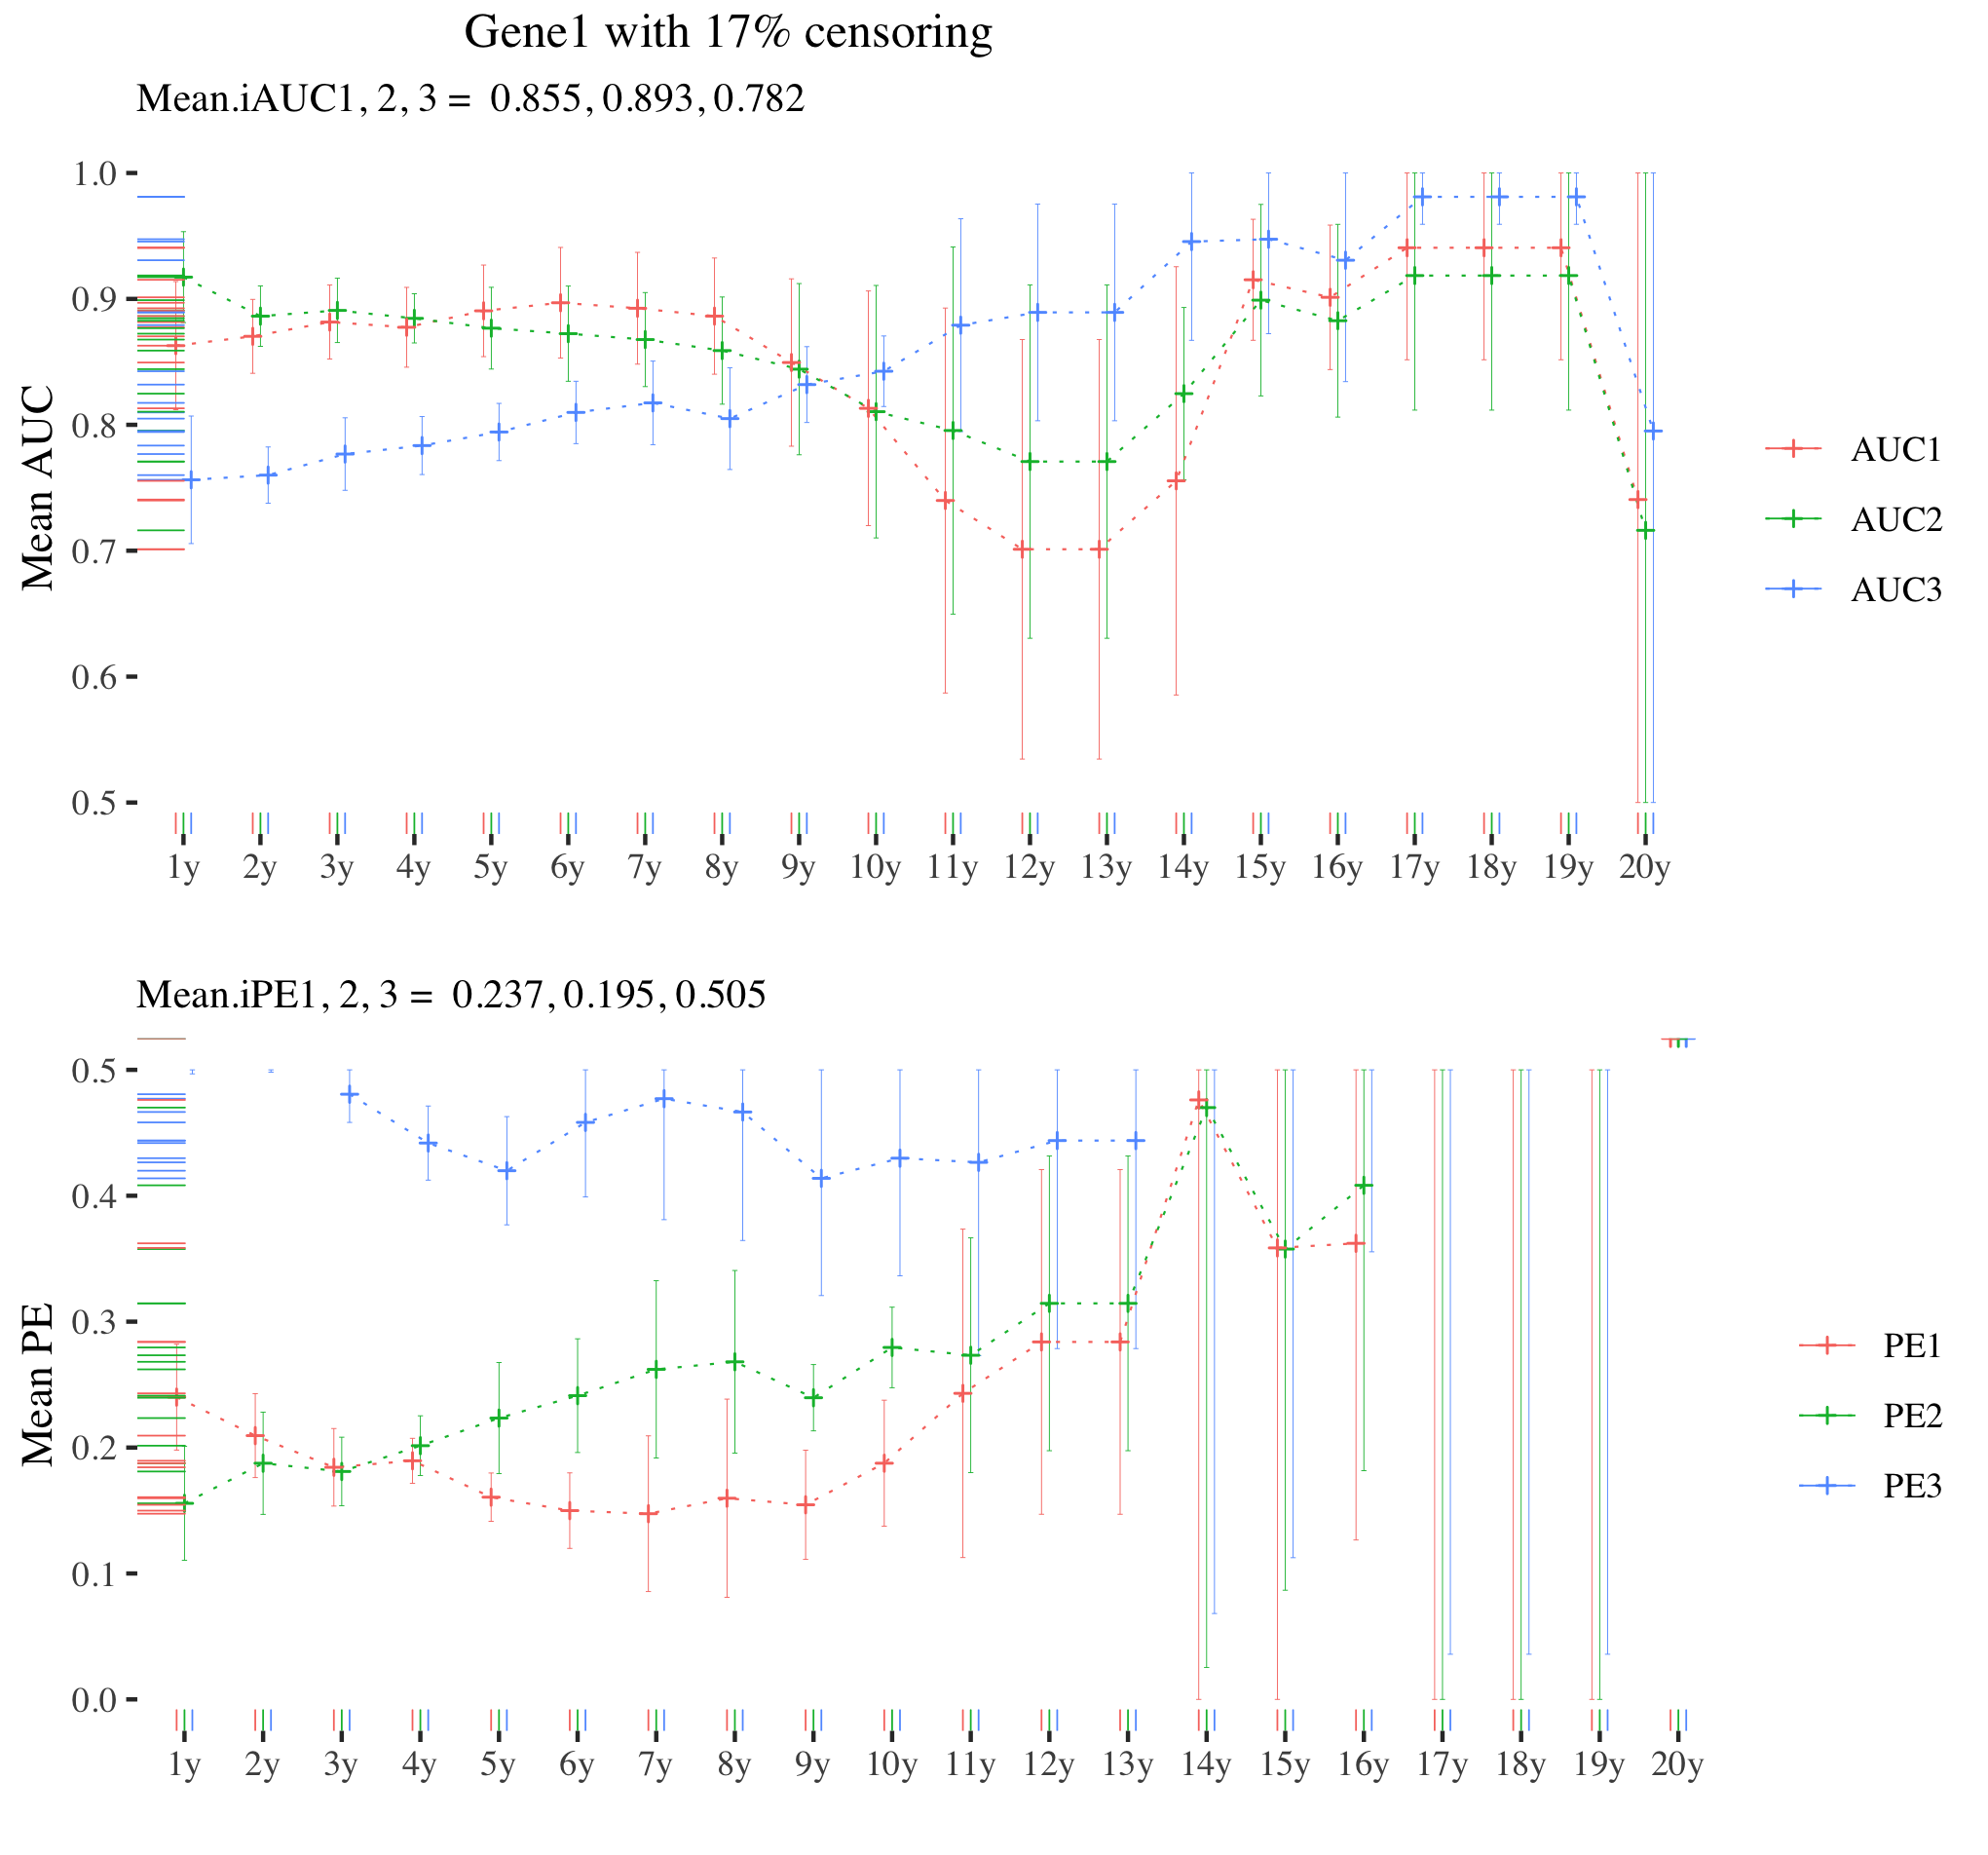 Gene1 with 17% censoring
Mean.iAUC1, 2, 3 = 0.855, 0.893, 0.782
Mean AUC
1.0
0.9
0.8
0.7
0.6
0.5
1y 2y 3y 4y 5y 6y 7y 8y 9y 10y 11y 12y 13y 14y 15y 16y 17y 18y 19y 20y
AUC1
AUC2
AUC3
Mean.iPE1, 2, 3 = 0.237, 0.195, 0.505
Mean PE
0.5
0.4
0.3
0.2
0.1
0.0
1y 2y 3y 4y 5y 6y 7y 8y 9y 10y 11y 12y 13y 14y 15y 16y 17y 18y 19y 20y
PE1
PE2
PE3